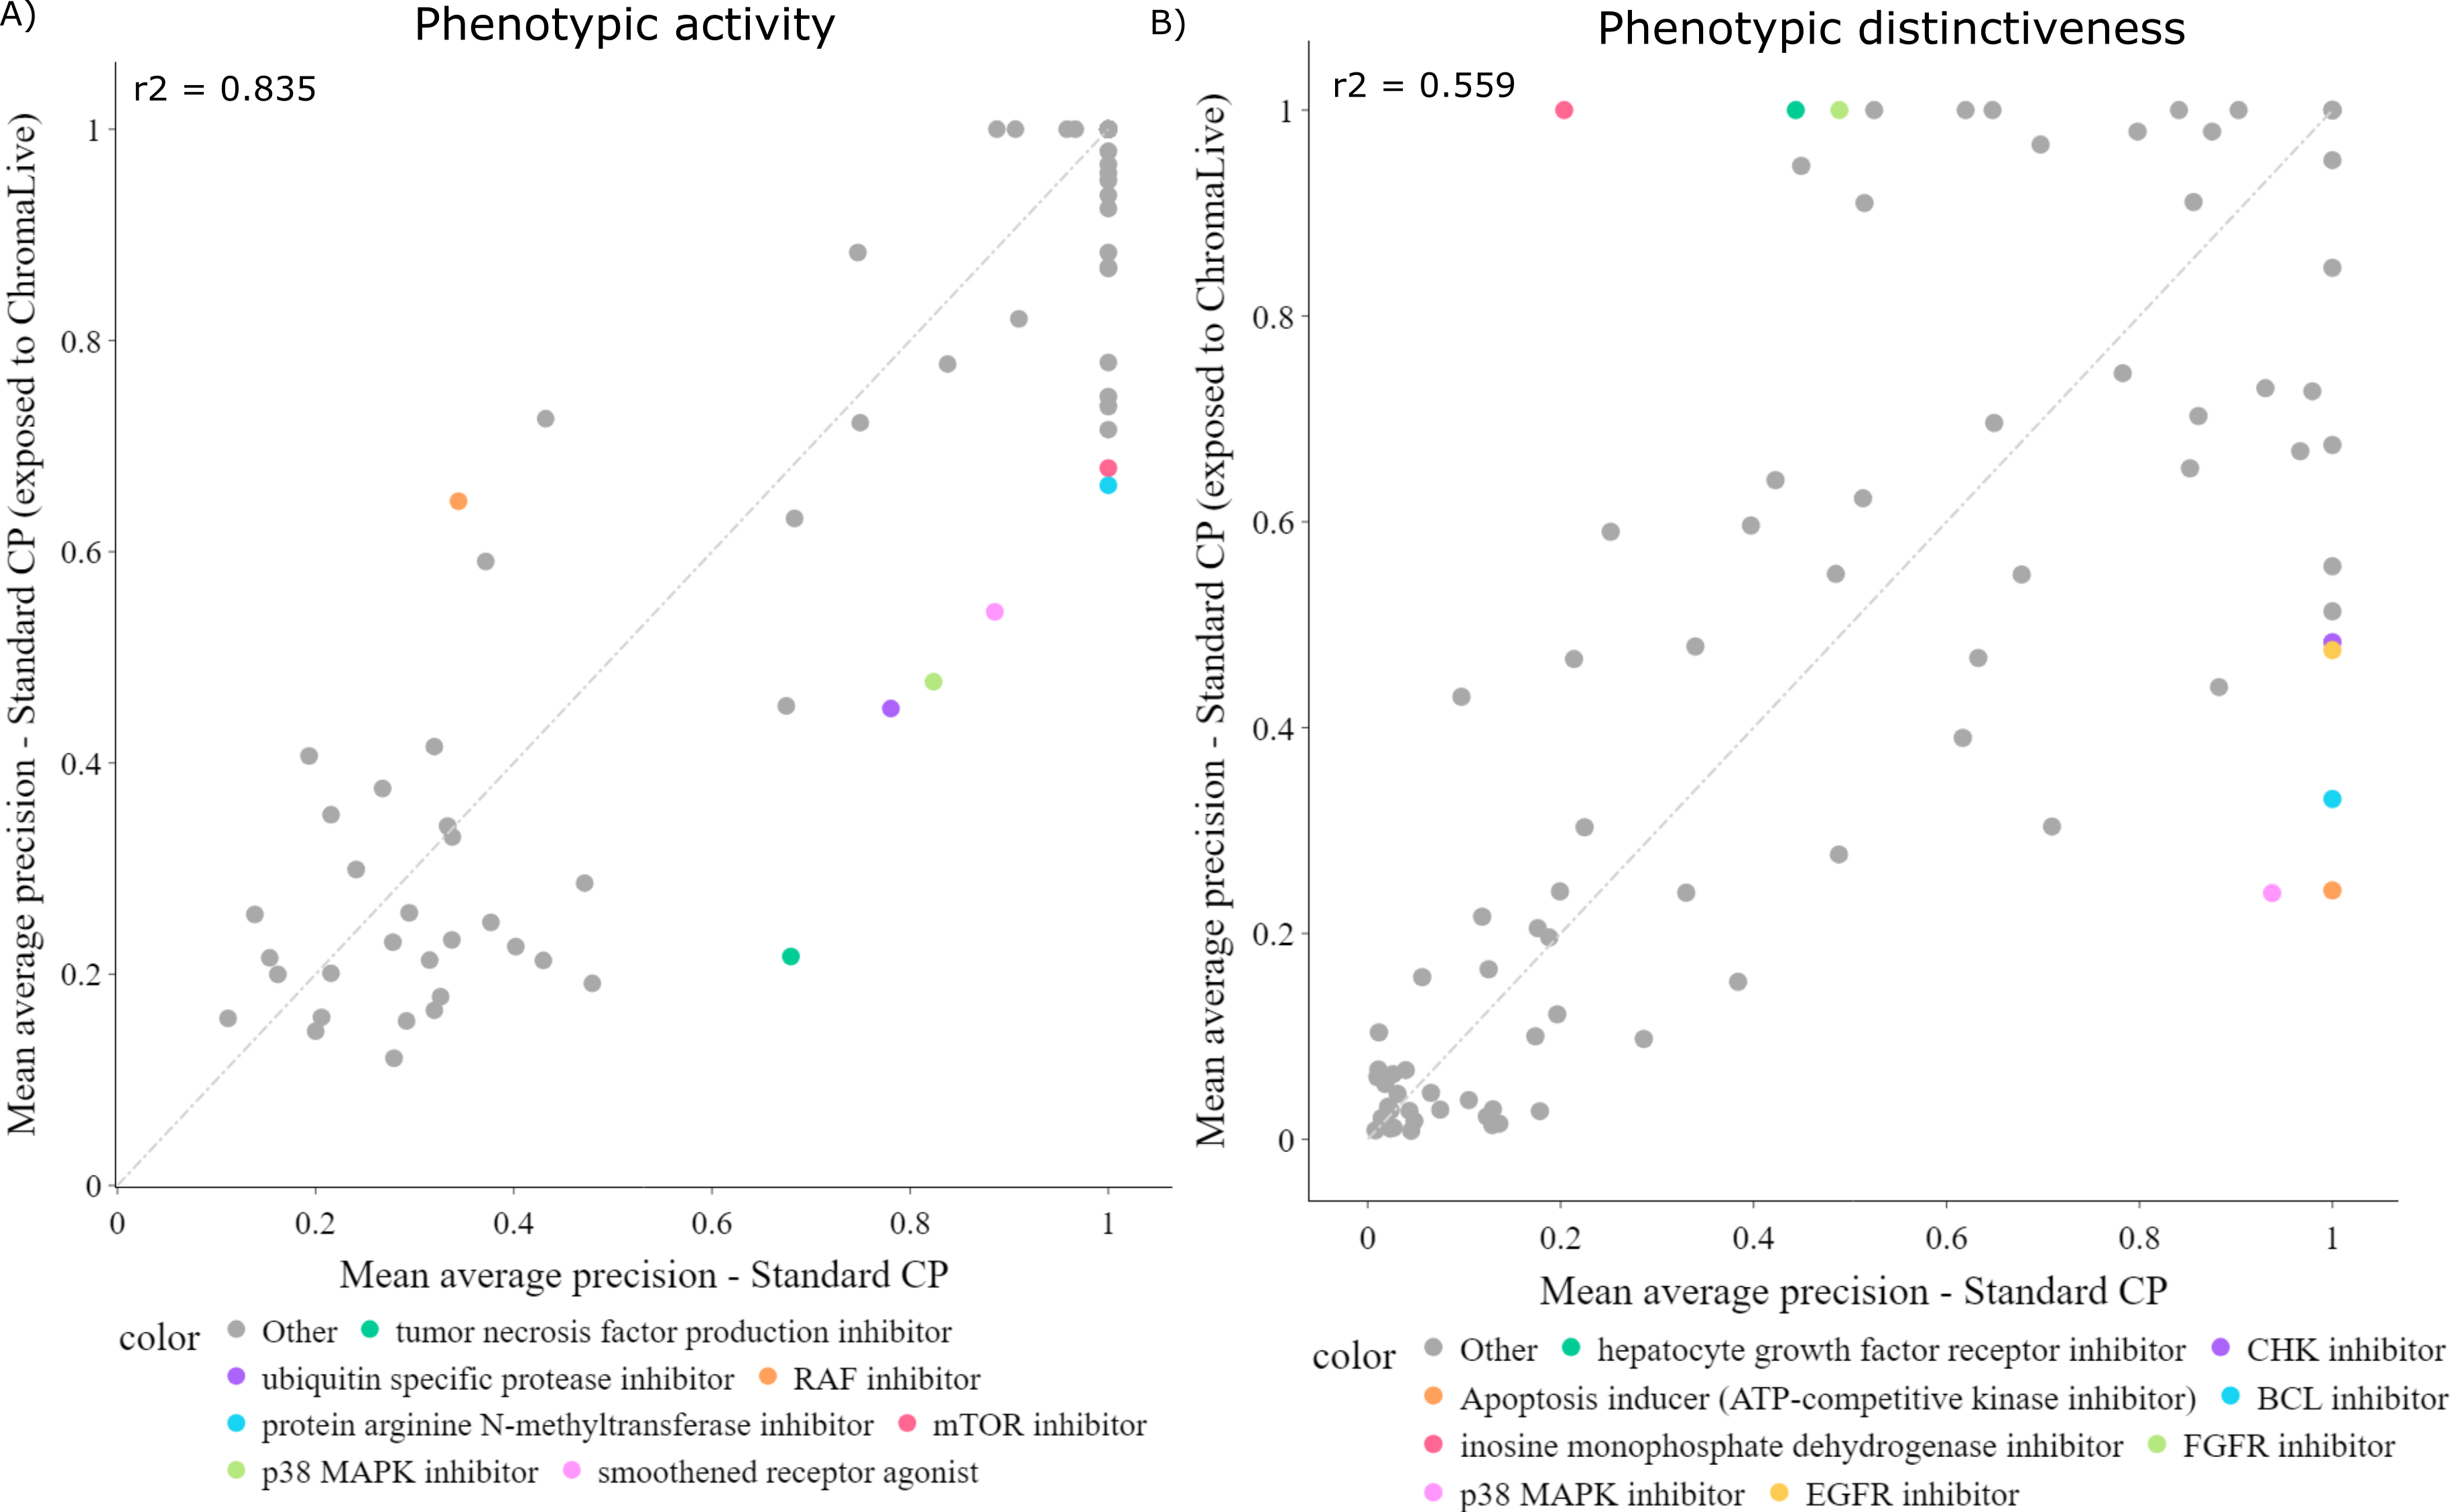 A)
Phenotypic activity
r2 = 0.835
Mean average precision - Standard CP (exposed to ChromaLive)
1
0.8
0.6
0.4
0.2
0
0 0.2 0.4 0.6 0.8 1
Mean average precision - Standard CP
color Other tumor necrosis factor production inhibitor
ubiquitin specific protease inhibitor RAF inhibitor
protein arginine N-methyltransferase inhibitor mTOR inhibitor
p38 MAPK inhibitor smoothened receptor agonist
B)
Phenotypic distinctiveness
r2 = 0.559
Mean average precision - Standard CP (exposed to ChromaLive)
1
0.8
0.6
0.4
0.2
0
0 0.2 0.4 0.6 0.8 1
Mean average precision - Standard CP
color Other hepatocyte growth factor receptor inhibitor CHK inhibitor
Apoptosis inducer (ATP-competitive kinase inhibitor) BCL inhibitor
inosine monophosphate dehydrogenase inhibitor FGFR inhibitor
p38 MAPK inhibitor EGFR inhibitor